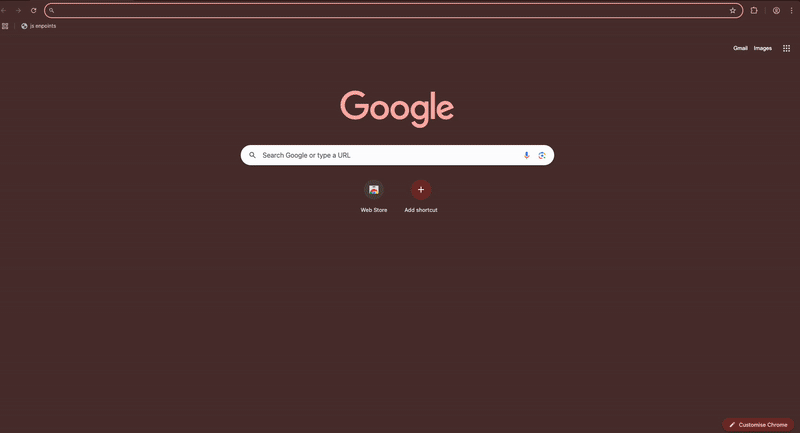 js enpoints
Gmail Images
Google
Search Google or type a URL
Web Store Add shortcut
Customise Chrome